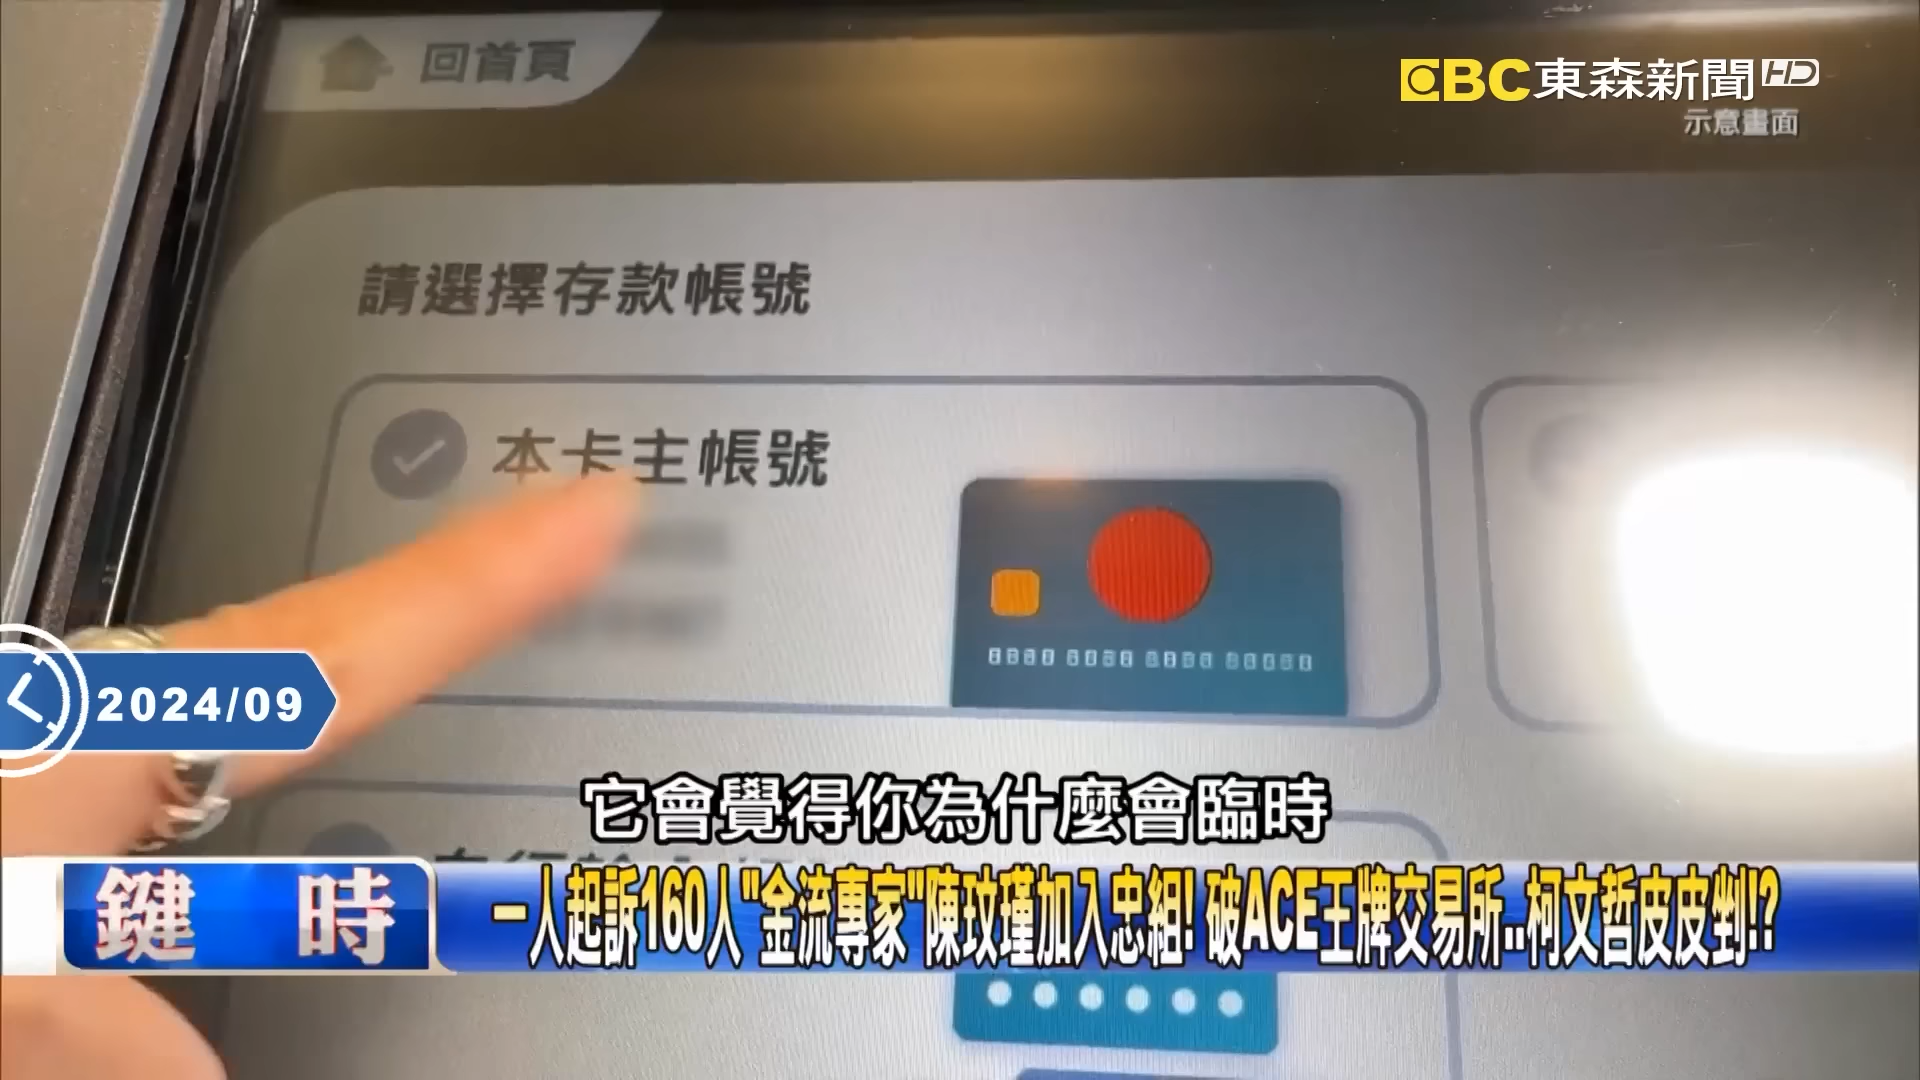 回首頁
EBC東森新聞HD
示意畫面
請選擇存款帳號
本卡主帳號
2024/09
它會覺得你為什麼會臨時
鍵 時
一人起訴160人"金流專家"陳玟瑾加入忠組!破ACE王牌交易所..柯文哲皮皮剉!?